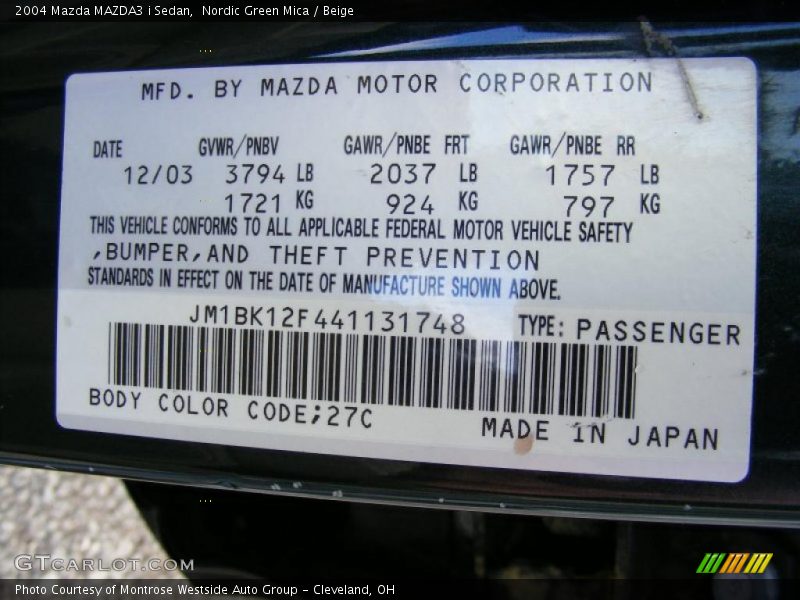 2004 Mazda MAZDA3 i Sedan, Nordic Green Mica / Beige
MFD. BY MAZDA MOTOR CORPORATION
DATE GVWR/PNBV GAWR/PNBE FRT GAWR/PNBE RR
12/03 3794 LB 2037 LB 1757 LB
1721 KG 924 KG 797 KG
THIS VEHICLE CONFORMS TO ALL APPLICABLE FEDERAL MOTOR VEHICLE SAFETY
,BUMPER,AND THEFT PREVENTION
STANDARDS IN EFFECT ON THE DATE OF MANUFACTURE SHOWN ABOVE.
JM1BK12F441131748 TYPE: PASSENGER
BODY COLOR CODE;27C MADE IN JAPAN
GTcarlot.com
Photo Courtesy of Montrose Westside Auto Group - Cleveland, OH